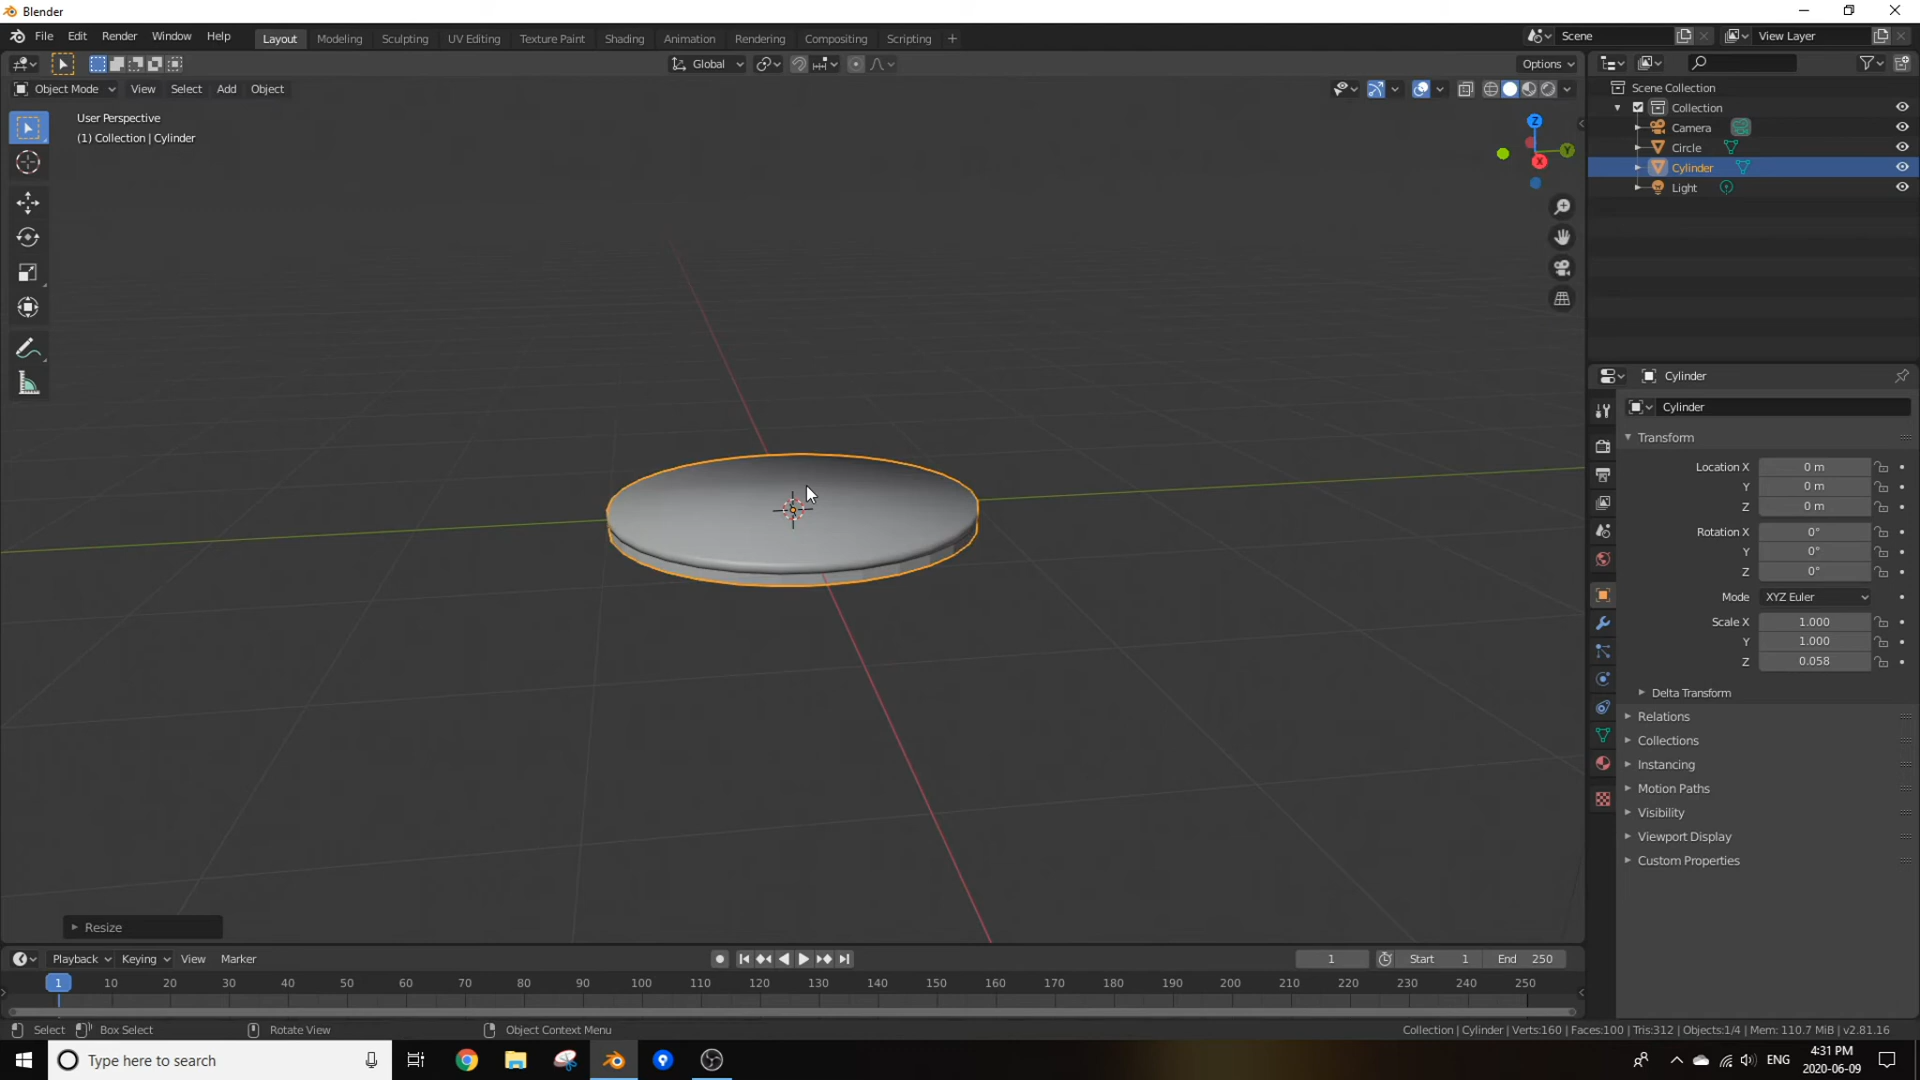 Blender
File Edit Render Window Help Layout Modeling Sculpting UV Editing Texture Paint Shading Animation Rendering Compositing Scripting + Scene View Layer
Global Options
Object Mode View Select Add Object
User Perspective
(1) Collection | Cylinder
Z
Y
X
Scene Collection
Collection
Camera
Circle
Cylinder
Light
Cylinder
Cylinder
Transform
Location X 0 m
Y 0 m
Z 0 m
Rotation X 0°
Y 0°
Z 0°
Mode XYZ Euler
Scale X 1.000
Y 1.000
Z 0.058
Delta Transform
Relations
Collections
Instancing
Motion Paths
Visibility
Viewport Display
Custom Properties
Resize
Playback Keying View Marker 1 Start 1 End 250
1 10 20 30 40 50 60 70 80 90 100 110 120 130 140 150 160 170 180 190 200 210 220 230 240 250
Select Box Select Rotate View Object Context Menu Collection | Cylinder | Verts:160 | Faces:100 | Tris:312 | Objects:1/4 | Mem: 110.7 MiB | v2.81.16
Type here to search ENG 4:31 PM
2020-06-09